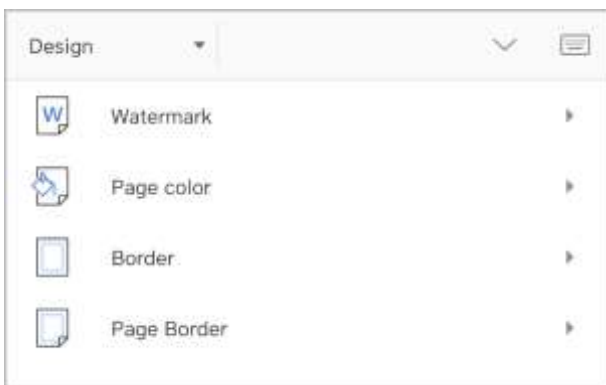 Design
W
Watermark
Page color
Border
Page Border